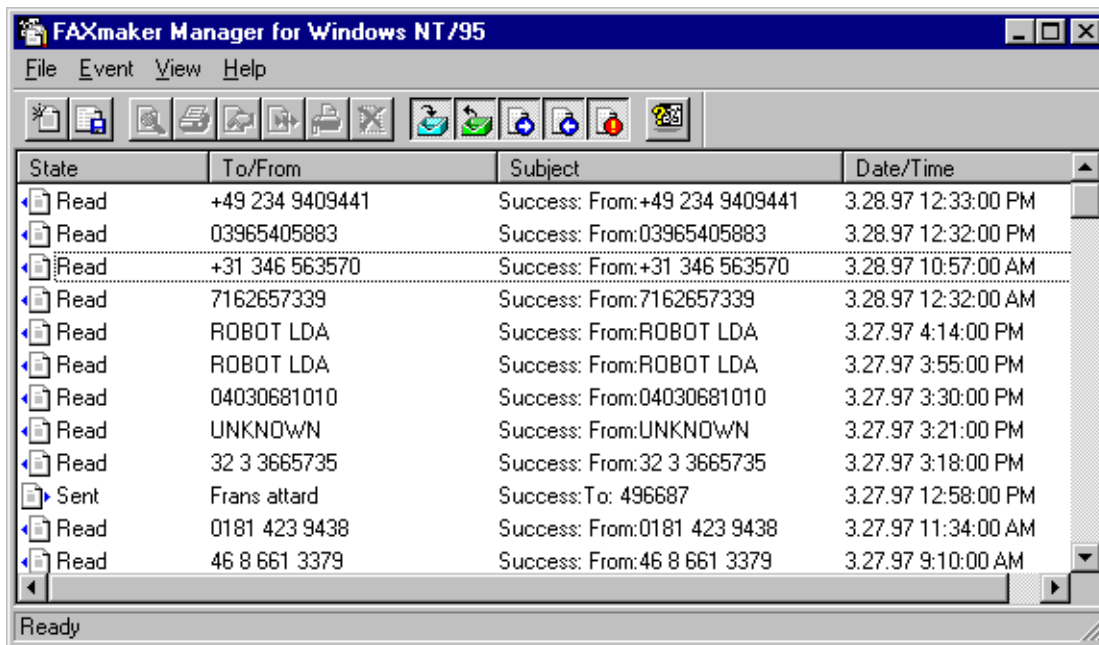 FAXmaker Manager for Windows NT/95
File Event View Help
State To/From Subject Date/Time
Read +49 234 9409441 Success: From:+49 234 9409441 3.28.97 12:33:00 PM
Read 03965405883 Success: From:03965405883 3.28.97 12:32:00 PM
Read +31 346 563570 Success: From:+31 346 563570 3.28.97 10:57:00 AM
Read 7162657339 Success: From:7162657339 3.28.97 12:32:00 AM
Read ROBOT LDA Success: From:ROBOT LDA 3.27.97 4:14:00 PM
Read ROBOT LDA Success: From:ROBOT LDA 3.27.97 3:55:00 PM
Read 04030681010 Success: From:04030681010 3.27.97 3:30:00 PM
Read UNKNOWN Success: From:UNKNOWN 3.27.97 3:21:00 PM
Read 32 3 3665735 Success: From:32 3 3665735 3.27.97 3:18:00 PM
Sent Frans attard Success:To: 496687 3.27.97 12:58:00 PM
Read 0181 423 9438 Success: From:0181 423 9438 3.27.97 11:34:00 AM
Read 46 8 661 3379 Success: From:46 8 661 3379 3.27.97 9:10:00 AM
Ready